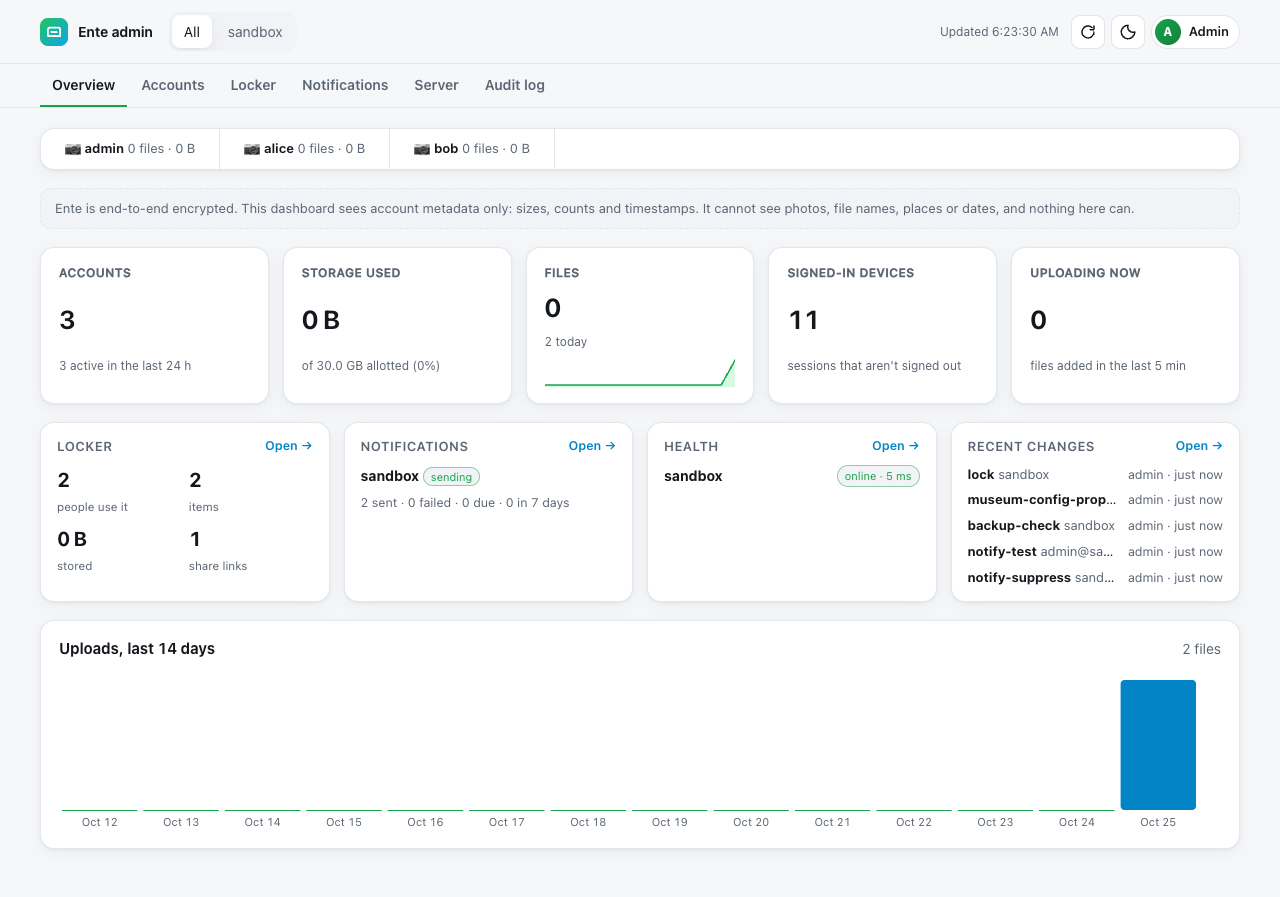 Ente admin All sandbox Updated 6:23:30 AM A Admin
Overview Accounts Locker Notifications Server Audit log
admin 0 files · 0 B alice 0 files · 0 B bob 0 files · 0 B
Ente is end-to-end encrypted. This dashboard sees account metadata only: sizes, counts and timestamps. It cannot see photos, file names, places or dates, and nothing here can.
ACCOUNTS
3
3 active in the last 24 h
STORAGE USED
0 B
of 30.0 GB allotted (0%)
FILES
0
2 today
SIGNED-IN DEVICES
11
sessions that aren't signed out
UPLOADING NOW
0
files added in the last 5 min
LOCKER Open →
2 2
people use it items
0 B 1
stored share links
NOTIFICATIONS Open →
sandbox sending
2 sent · 0 failed · 0 due · 0 in 7 days
HEALTH Open →
sandbox online · 5 ms
RECENT CHANGES Open →
lock sandbox admin · just now
museum-config-prop... admin · just now
backup-check sandbox admin · just now
notify-test admin@sa... admin · just now
notify-suppress sand... admin · just now
Uploads, last 14 days 2 files
Oct 12 Oct 13 Oct 14 Oct 15 Oct 16 Oct 17 Oct 18 Oct 19 Oct 20 Oct 21 Oct 22 Oct 23 Oct 24 Oct 25